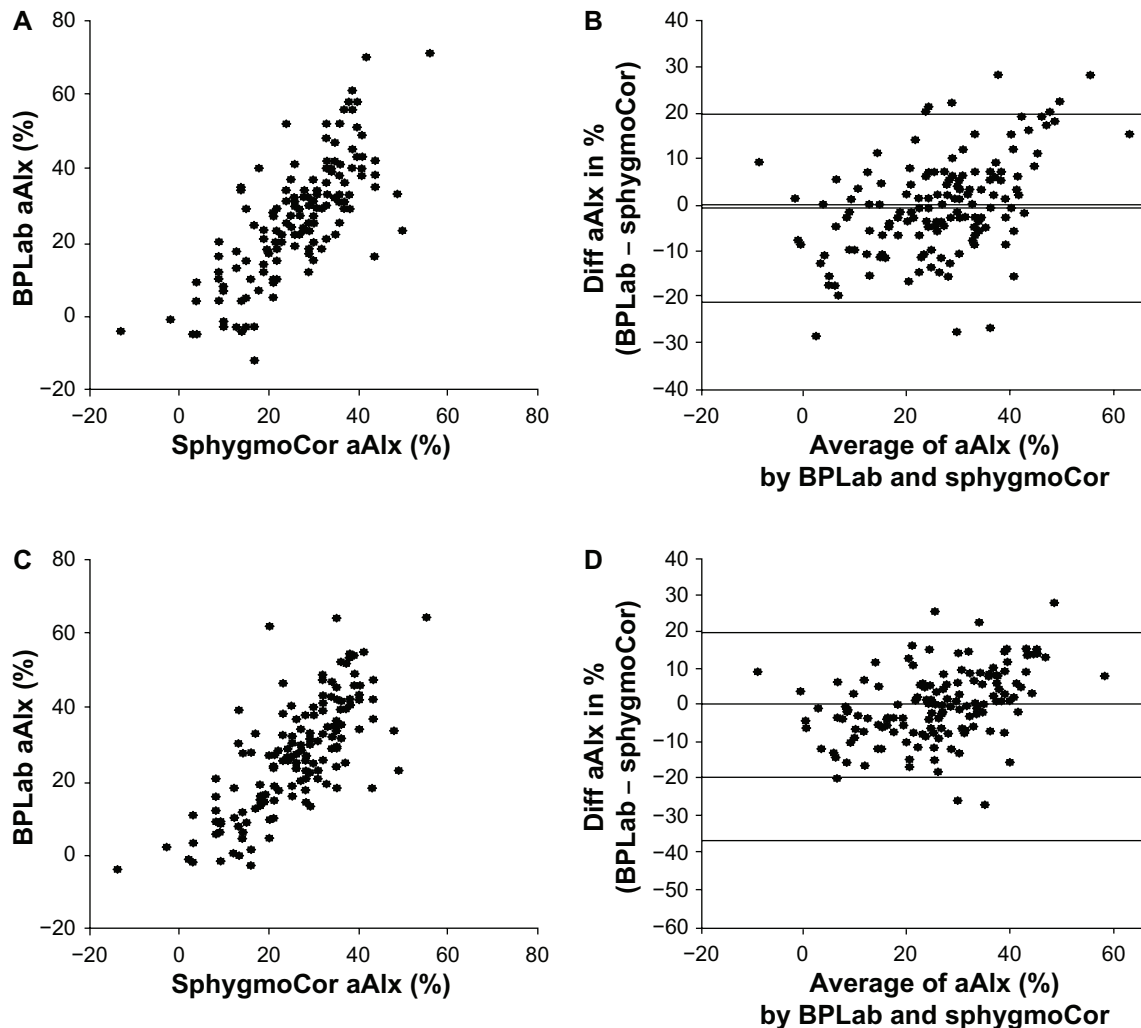 A
80
60
40
20
0
−20
BPLab aAIx (%)
−20 0 20 40 60 80
SphygmoCor aAIx (%)
B
40
30
20
10
0
−10
−20
−30
−40
Diff aAIx in %
(BPLab – sphygmoCor)
−20 0 20 40 60
Average of aAIx (%)
by BPLab and sphygmoCor
C
80
60
40
20
0
−20
BPLab aAIx (%)
−20 0 20 40 60 80
SphygmoCor aAIx (%)
D
40
30
20
10
0
−10
−20
−30
−40
−50
−60
Diff aAIx in %
(BPLab – sphygmoCor)
−20 0 20 40 60
Average of aAIx (%)
by BPLab and sphygmoCor